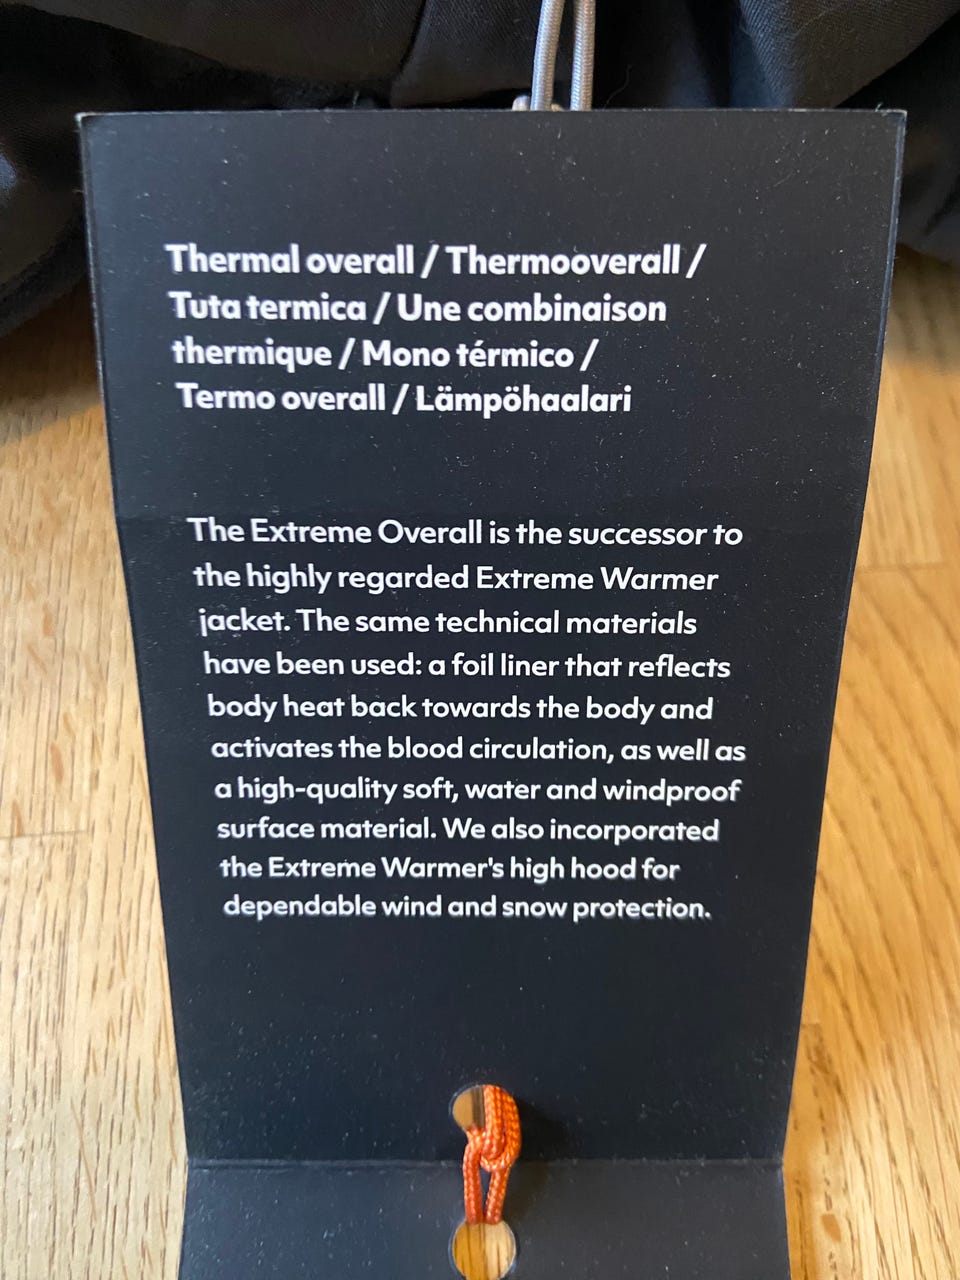 Thermal overall / Thermooverall /
Tuta termica / Une combinaison
thermique / Mono térmico /
Termo overall / Lämpöhaalari
The Extreme Overall is the successor to
the highly regarded Extreme Warmer
jacket. The same technical materials
have been used: a foil liner that reflects
body heat back towards the body and
activates the blood circulation, as well as
a high-quality soft, water and windproof
surface material. We also incorporated
the Extreme Warmer's high hood for
dependable wind and snow protection.